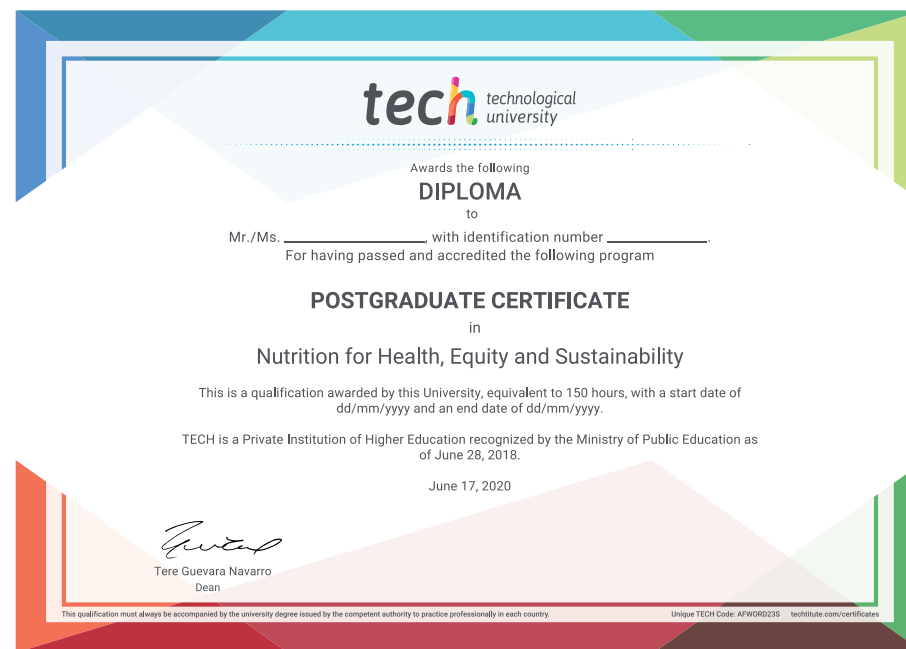 tech technological
university
Awards the following
DIPLOMA
to
Mr./Ms. ____________________, with identification number ______________.
For having passed and accredited the following program
POSTGRADUATE CERTIFICATE
in
Nutrition for Health, Equity and Sustainability
This is a qualification awarded by this University, equivalent to 150 hours, with a start date of
dd/mm/yyyy and an end date of dd/mm/yyyy.
TECH is a Private Institution of Higher Education recognized by the Ministry of Public Education as
of June 28, 2018.
June 17, 2020
Tere Guevara Navarro
Dean
This qualification must always be accompanied by the university degree issued by the competent authority to practice professionally in each country. Unique TECH Code: AFWORD23S techtitute.com/certificates